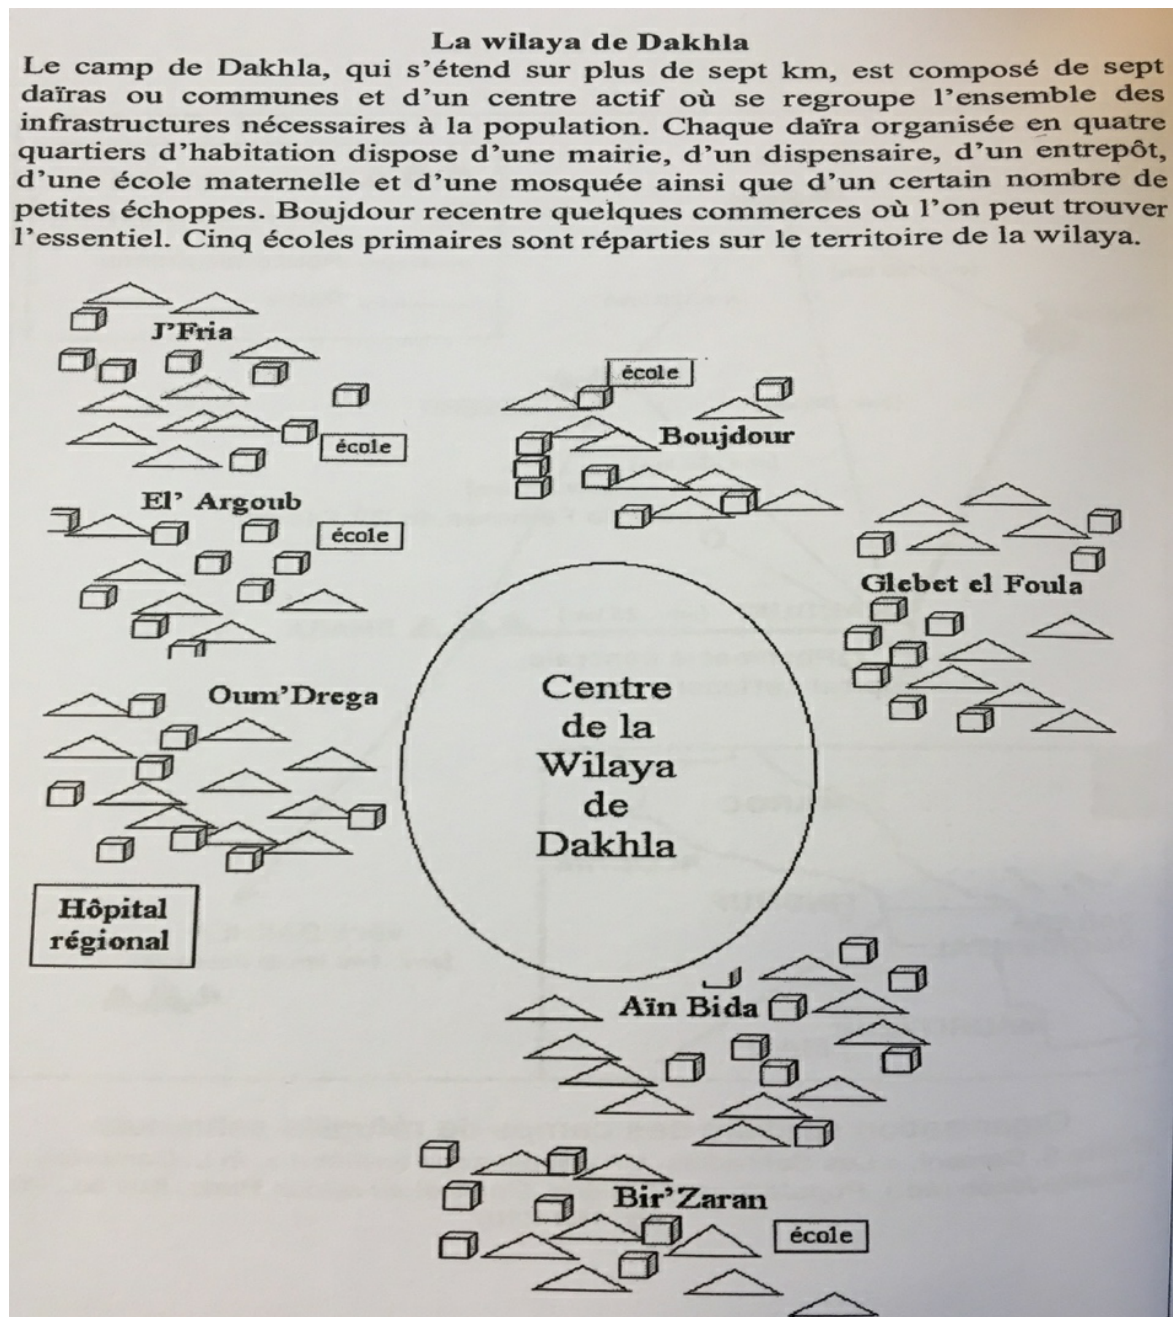 La wilaya de Dakhla
Le camp de Dakhla, qui s'étend sur plus de sept km, est composé de sept
daïras ou communes et d'un centre actif où se regroupe l'ensemble des
infrastructures nécessaires à la population. Chaque daïra organisée en quatre
quartiers d'habitation dispose d'une mairie, d'un dispensaire, d'un entrepôt,
d'une école maternelle et d'une mosquée ainsi que d'un certain nombre de
petites échoppes. Boujdour recentre quelques commerces où l'on peut trouver
l'essentiel. Cinq écoles primaires sont réparties sur le territoire de la wilaya.
J'Fria
école
école
Boujdour
El' Argoub
école
Glebet el Foula
Oum'Drega
Centre
de la
Wilaya
de
Dakhla
Hôpital
régional
Aïn Bida
Bir'Zaran
école